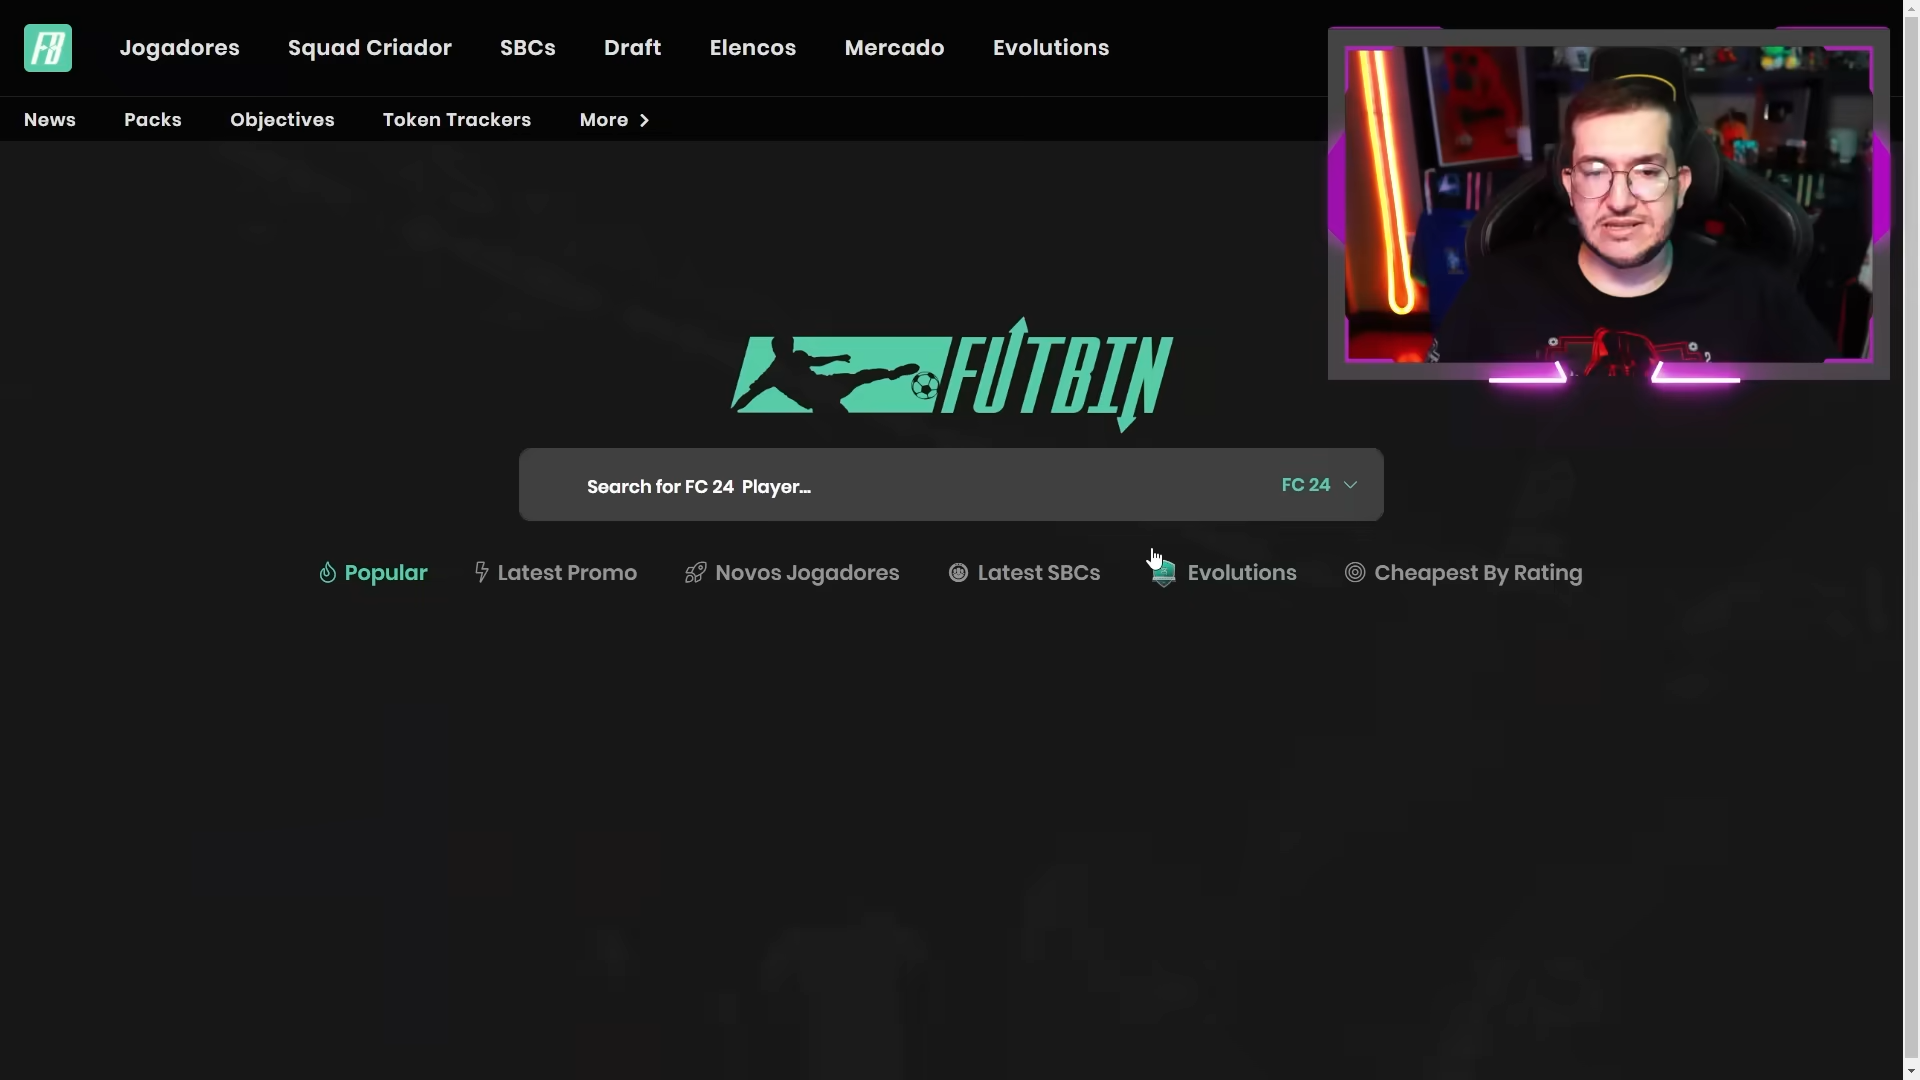 FB
Jogadores
Squad Criador
SBCs
Draft
Elencos
Mercado
Evolutions
News
Packs
Objectives
Token Trackers
More
FUTBIN
Search for FC 24 Player...
FC 24
Popular
Latest Promo
Novos Jogadores
Latest SBCs
Evolutions
Cheapest By Rating